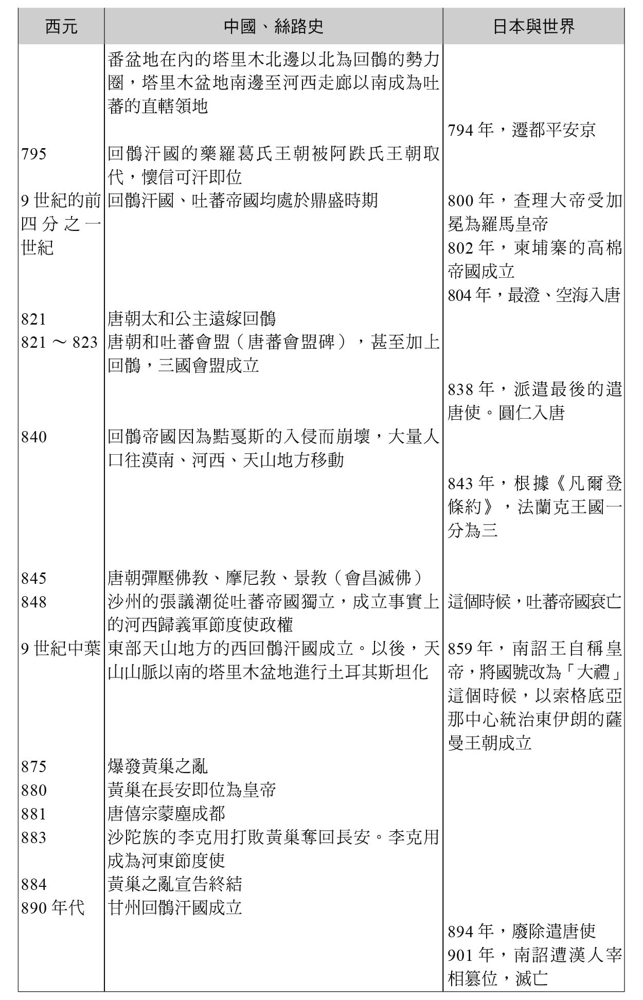 西元 中國、絲路史 日本與世界
番盆地在內的塔里木北邊以北為回鶻的勢力
圈，塔里木盆地南邊至河西走廊以南成為吐
蕃的直轄領地
794 年，遷都平安京
795 回鶻汗國的藥羅葛氏王朝被阿跌氏王朝取
代，懷信可汗即位
9 世紀的前 回鶻汗國、吐蕃帝國均處於鼎盛時期 800 年，查理大帝受加
四分之一 冕為羅馬皇帝
世紀 802 年，柬埔寨的高棉
帝國成立
804 年，最澄、空海入唐
821 唐朝太和公主遠嫁回鶻
821 ～ 823 唐朝和吐蕃會盟（唐蕃會盟碑），甚至加上
回鶻，三國會盟成立
838 年，派遣最後的遣
唐使。圓仁入唐
840 回鶻帝國因為黠戛斯的入侵而崩壞，大量人
口往漠南、河西、天山地方移動
843 年，根據《凡爾登
條約》，法蘭克王國一
分為三
845 唐朝彈壓佛教、摩尼教、景教（會昌滅佛）
848 沙州的張議潮從吐蕃帝國獨立，成立事實上 這個時候，吐蕃帝國衰亡
的河西歸義軍節度使政權
9 世紀中葉 東部天山地方的西回鶻汗國成立。以後，天 859 年，南詔王自稱皇
山山脈以南的塔里木盆地進行土耳其斯坦化 帝，將國號改為「大禮」
這個時候，以索格底亞
那中心統治東伊朗的薩
曼王朝成立
875 爆發黃巢之亂
880 黃巢在長安即位為皇帝
881 唐僖宗蒙塵成都
883 沙陀族的李克用打敗黃巢奪回長安。李克用
成為河東節度使
884 黃巢之亂宣告終結
890 年代 甘州回鶻汗國成立
894 年，廢除遣唐使
901 年，南詔遭漢人宰
相篡位，滅亡